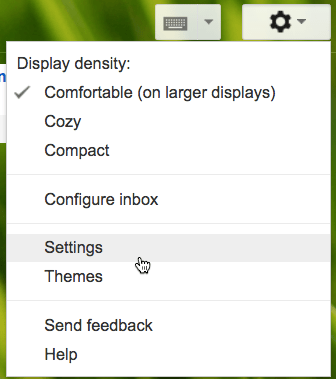 Display density:
Comfortable (on larger displays)
Cozy
Compact
Configure inbox
Settings
Themes
Send feedback
Help